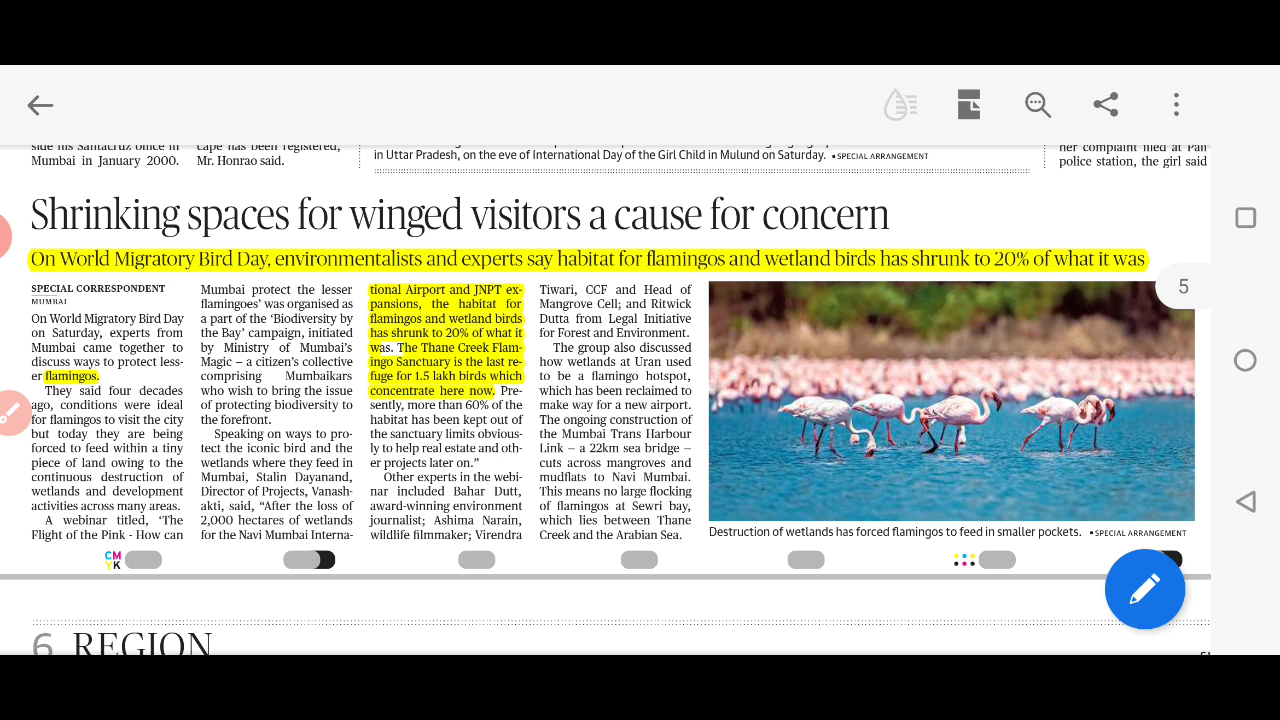 side his Santacruz office in
Mumbai in January 2000.
cape has been registered,
Mr. Honrao said.
in Uttar Pradesh, on the eve of International Day of the Girl Child in Mulund on Saturday. ▪ SPECIAL ARRANGEMENT
her complaint filed at Pali
police station, the girl said
Shrinking spaces for winged visitors a cause for concern
On World Migratory Bird Day, environmentalists and experts say habitat for flamingos and wetland birds has shrunk to 20% of what it was
5
SPECIAL CORRESPONDENT
MUMBAI
On World Migratory Bird Day
on Saturday, experts from
Mumbai came together to
discuss ways to protect less-
er flamingos.
They said four decades
ago, conditions were ideal
for flamingos to visit the city
but today they are being
forced to feed within a tiny
piece of land owing to the
continuous destruction of
wetlands and development
activities across many areas.
A webinar titled, ‘The
Flight of the Pink - How can
Mumbai protect the lesser
flamingoes’ was organised as
a part of the ‘Biodiversity by
the Bay’ campaign, initiated
by Ministry of Mumbai’s
Magic – a citizen’s collective
comprising Mumbaikars
who wish to bring the issue
of protecting biodiversity to
the forefront.
Speaking on ways to pro-
tect the iconic bird and the
wetlands where they feed in
Mumbai, Stalin Dayanand,
Director of Projects, Vanash-
akti, said, “After the loss of
2,000 hectares of wetlands
for the Navi Mumbai Interna-
tional Airport and JNPT ex-
pansions, the habitat for
flamingos and wetland birds
has shrunk to 20% of what it
was. The Thane Creek Flam-
ingo Sanctuary is the last re-
fuge for 1.5 lakh birds which
concentrate here now. Pre-
sently, more than 60% of the
habitat has been kept out of
the sanctuary limits obvious-
ly to help real estate and oth-
er projects later on.”
Other experts in the webi-
nar included Bahar Dutt,
award-winning environment
journalist; Ashima Narain,
wildlife filmmaker; Virendra
Tiwari, CCF and Head of
Mangrove Cell; and Ritwick
Dutta from Legal Initiative
for Forest and Environment.
The group also discussed
how wetlands at Uran used
to be a flamingo hotspot,
which has been reclaimed to
make way for a new airport.
The ongoing construction of
the Mumbai Trans Harbour
Link – a 22km sea bridge –
cuts across mangroves and
mudflats to Navi Mumbai.
This means no large flocking
of flamingos at Sewri bay,
which lies between Thane
Creek and the Arabian Sea.
Destruction of wetlands has forced flamingos to feed in smaller pockets. ▪ SPECIAL ARRANGEMENT
CM
YK
6 REGION